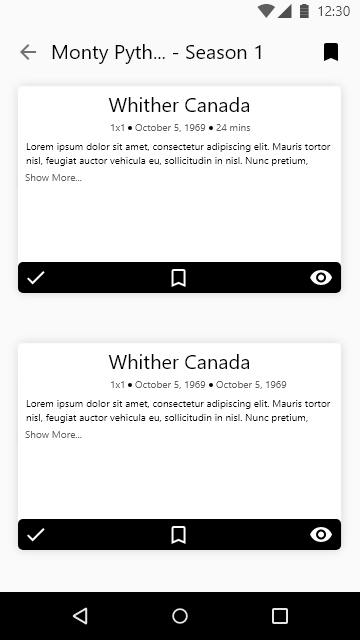 12:30
Monty Pyth... - Season 1
Whither Canada
1x1 • October 5, 1969 • 24 mins
Lorem ipsum dolor sit amet, consectetur adipiscing elit. Mauris tortor
nisl, feugiat auctor vehicula eu, sollicitudin in nisl. Nunc pretium,
Show More...
Whither Canada
1x1 • October 5, 1969 • October 5, 1969
Lorem ipsum dolor sit amet, consectetur adipiscing elit. Mauris tortor
nisl, feugiat auctor vehicula eu, sollicitudin in nisl. Nunc pretium,
Show More...